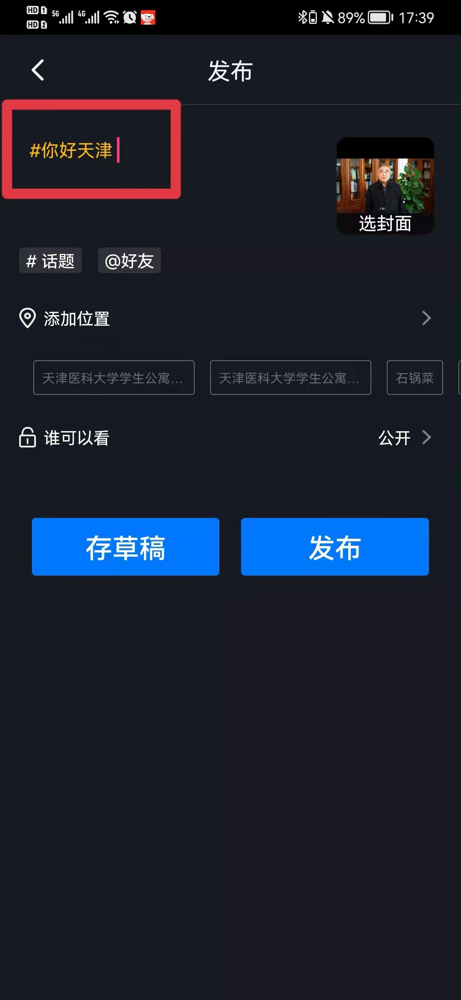 HD 1 5G 4G 89% 17:39
HD 2
发布
#你好天津
选封面
# 话题 @好友
添加位置
天津医科大学学生公寓... 天津医科大学学生公寓... 石锅菜
谁可以看 公开
存草稿 发布